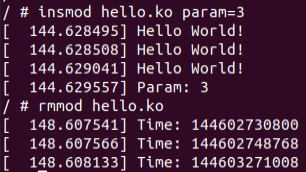 / # insmod hello.ko param=3
[  144.628495] Hello World!
[  144.628508] Hello World!
[  144.629041] Hello World!
[  144.629557] Param: 3
/ # rmmod hello.ko
[  148.607541] Time: 144602730800
[  148.607566] Time: 144602748768
[  148.608133] Time: 144603271008